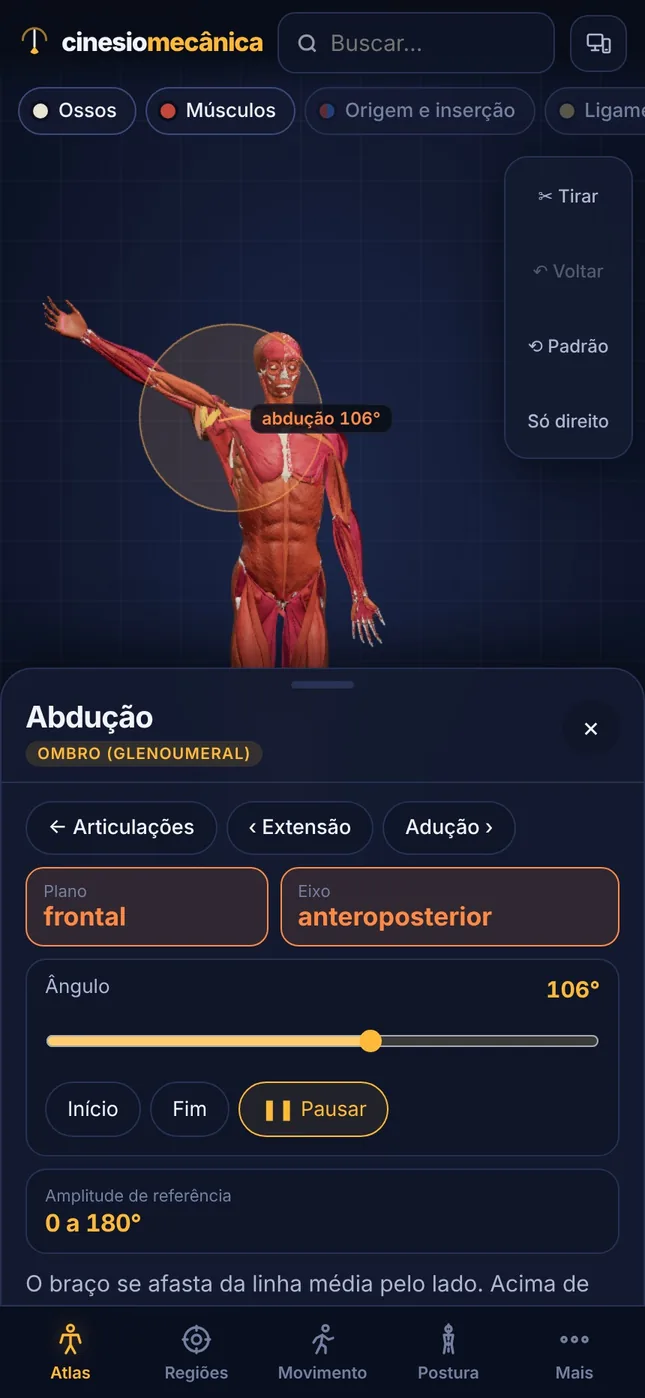 cinesiomecânica
Buscar...
Ossos
Músculos
Origem e inserção
Ligame
✂ Tirar
↶ Voltar
⟲ Padrão
Só direito
abdução 106°
Abdução
OMBRO (GLENOUMERAL)
×
← Articulações
‹ Extensão
Adução ›
Plano
frontal
Eixo
anteroposterior
Ângulo
106°
Início
Fim
❚❚ Pausar
Amplitude de referência
0 a 180°
O braço se afasta da linha média pelo lado. Acima de
Atlas
Regiões
Movimento
Postura
Mais